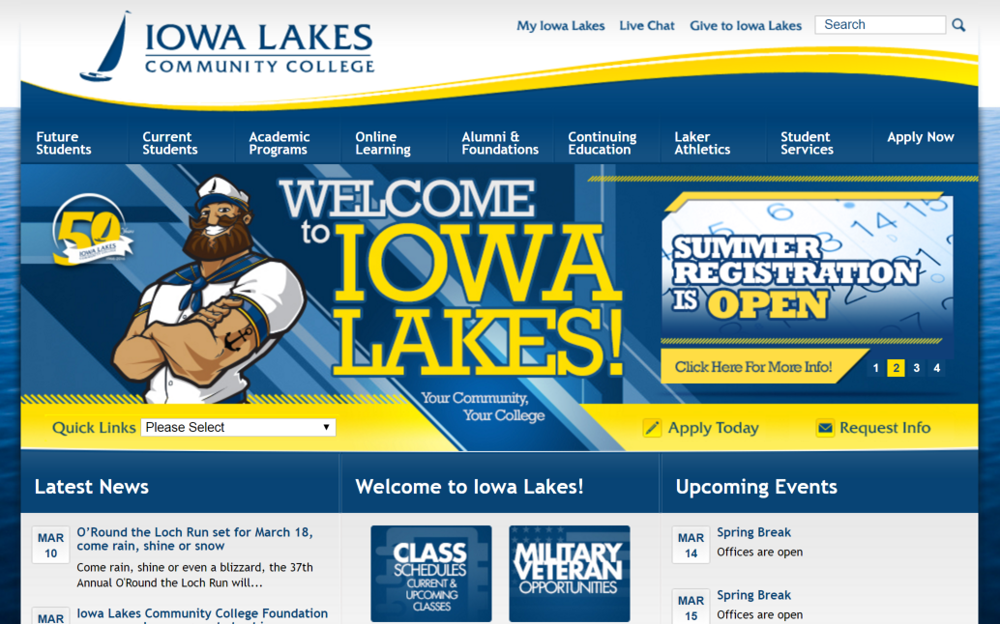 IOWA LAKES
COMMUNITY COLLEGE
My Iowa Lakes
Live Chat
Give to Iowa Lakes
Search
Future
Students
Current
Students
Academic
Programs
Online
Learning
Alumni &
Foundations
Continuing
Education
Laker
Athletics
Student
Services
Apply Now
50
IOWA LAKES
WELCOME
to IOWA
LAKES!
Your Community,
Your College
SUMMER
REGISTRATION
IS OPEN
Click Here For More Info!
1 2 3 4
Quick Links
Please Select
Apply Today
Request Info
Latest News
MAR
10
O’Round the Loch Run set for March 18,
come rain, shine or snow
Come rain, shine or even a blizzard, the 37th
Annual O'Round the Loch Run will...
MAR
Iowa Lakes Community College Foundation
Welcome to Iowa Lakes!
CLASS
SCHEDULES
CURRENT &
UPCOMING
CLASSES
MILITARY
VETERAN
OPPORTUNITIES
Upcoming Events
MAR
14
Spring Break
Offices are open
MAR
15
Spring Break
Offices are open